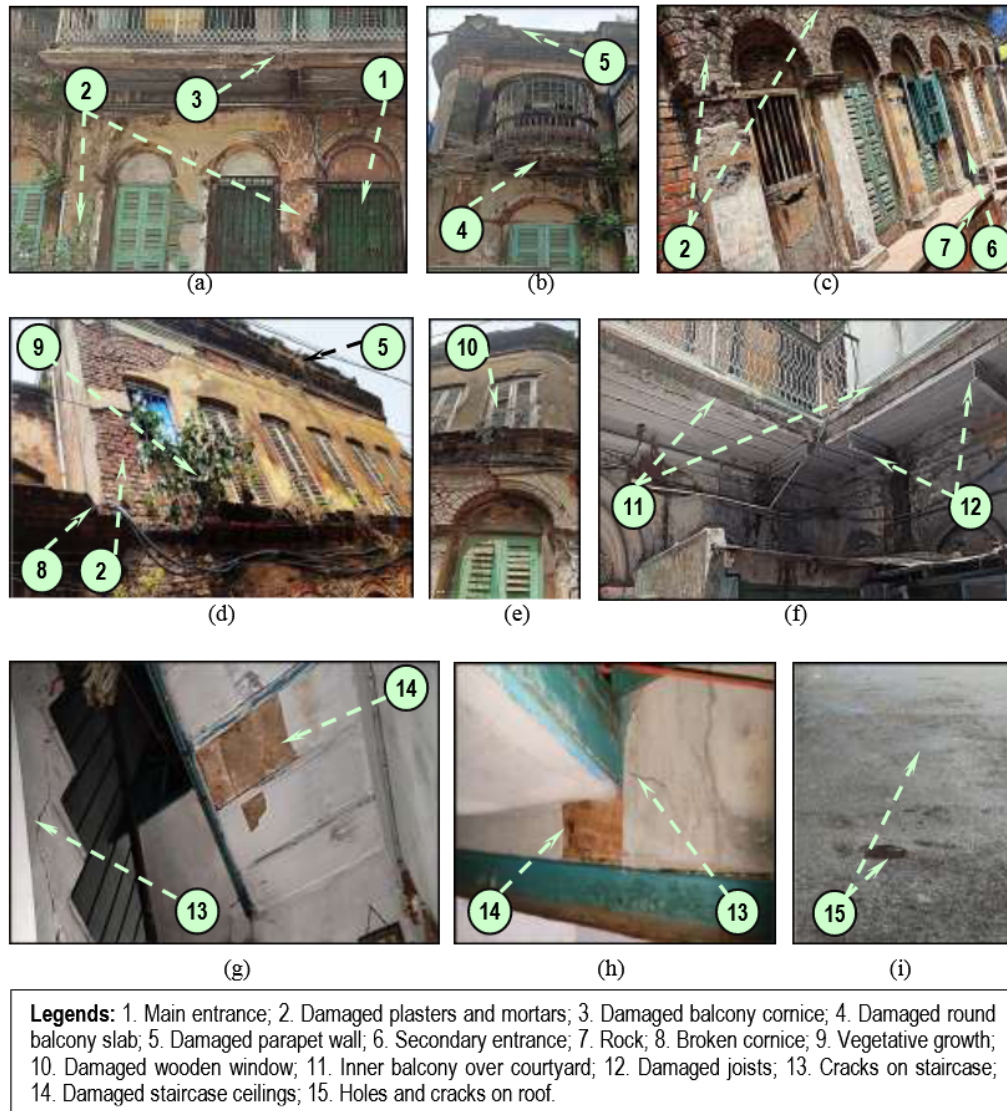 2
3
1
5
4
2
7
6
(a)
(b)
(c)
9
5
8
2
10
11
12
(d)
(e)
(f)
14
13
14
13
15
(g)
(h)
(i)
Legends: 1. Main entrance; 2. Damaged plasters and mortars; 3. Damaged balcony cornice; 4. Damaged round
balcony slab; 5. Damaged parapet wall; 6. Secondary entrance; 7. Rock; 8. Broken cornice; 9. Vegetative growth;
10. Damaged wooden window; 11. Inner balcony over courtyard; 12. Damaged joists; 13. Cracks on staircase;
14. Damaged staircase ceilings; 15. Holes and cracks on roof.